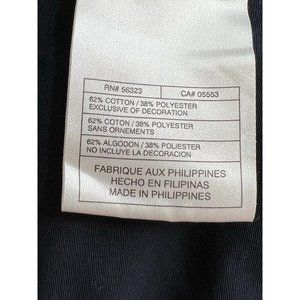 RN# 56323 CA# 05553
62% COTTON / 38% POLYESTER
EXCLUSIVE OF DECORATION
62% COTON / 38% POLYESTER
SANS ORNEMENTS
62% ALGODON / 38% POLIESTER
NO INCLUYE LA DECORACION
FABRIQUE AUX PHILIPPINES
HECHO EN FILIPINAS
MADE IN PHILIPPINES